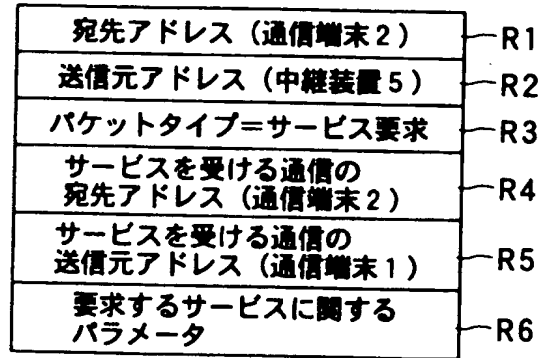 宛先アドレス（通信端末2） R1
送信元アドレス（中継装置5） R2
パケットタイプ＝サービス要求 R3
サービスを受ける通信の
宛先アドレス（通信端末2） R4
サービスを受ける通信の
送信元アドレス（通信端末1） R5
要求するサービスに関する
パラメータ R6